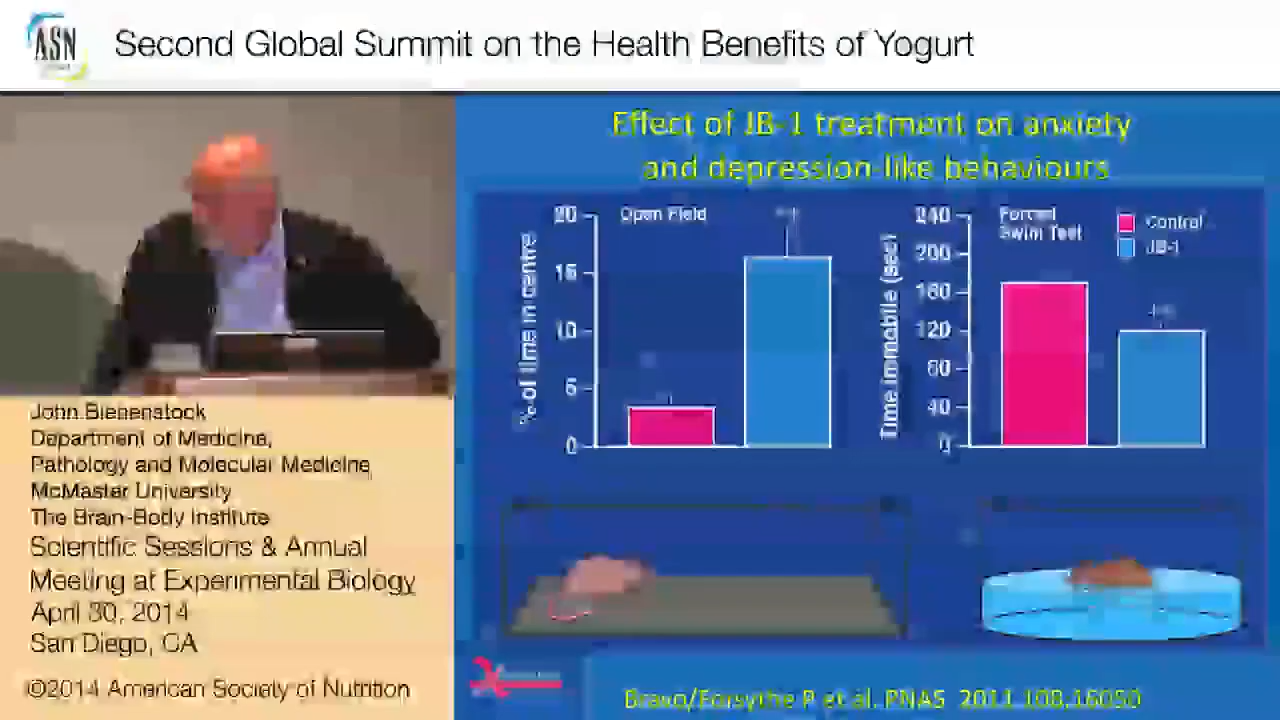 ASN
Second Global Summit on the Health Benefits of Yogurt
John Bienenstock
Department of Medicine,
Pathology and Molecular Medicine
McMaster University
The Brain-Body Institute
Scientific Sessions & Annual
Meeting at Experimental Biology
April 30, 2014
San Diego, CA
©2014 American Society of Nutrition
Effect of JB-1 treatment on anxiety
and depression-like behaviours
% of time in centre
20
15
10
5
0
Open Field
Time immobile (sec)
240
200
160
120
80
40
0
Forced
Swim Test
Control
JB-1
Bravo/Forsythe P et al. PNAS 2011.108.16050